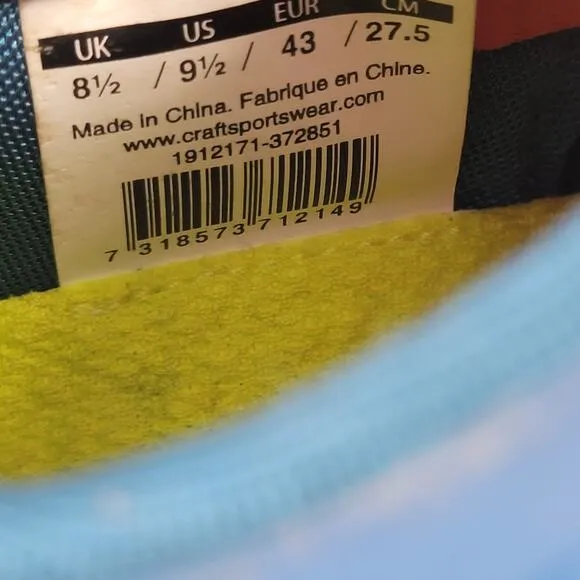 UK US EUR CM
8½ / 9½ / 43 / 27.5
Made in China. Fabrique en Chine.
www.craftsportswear.com
1912171-372851
7 318573 712149